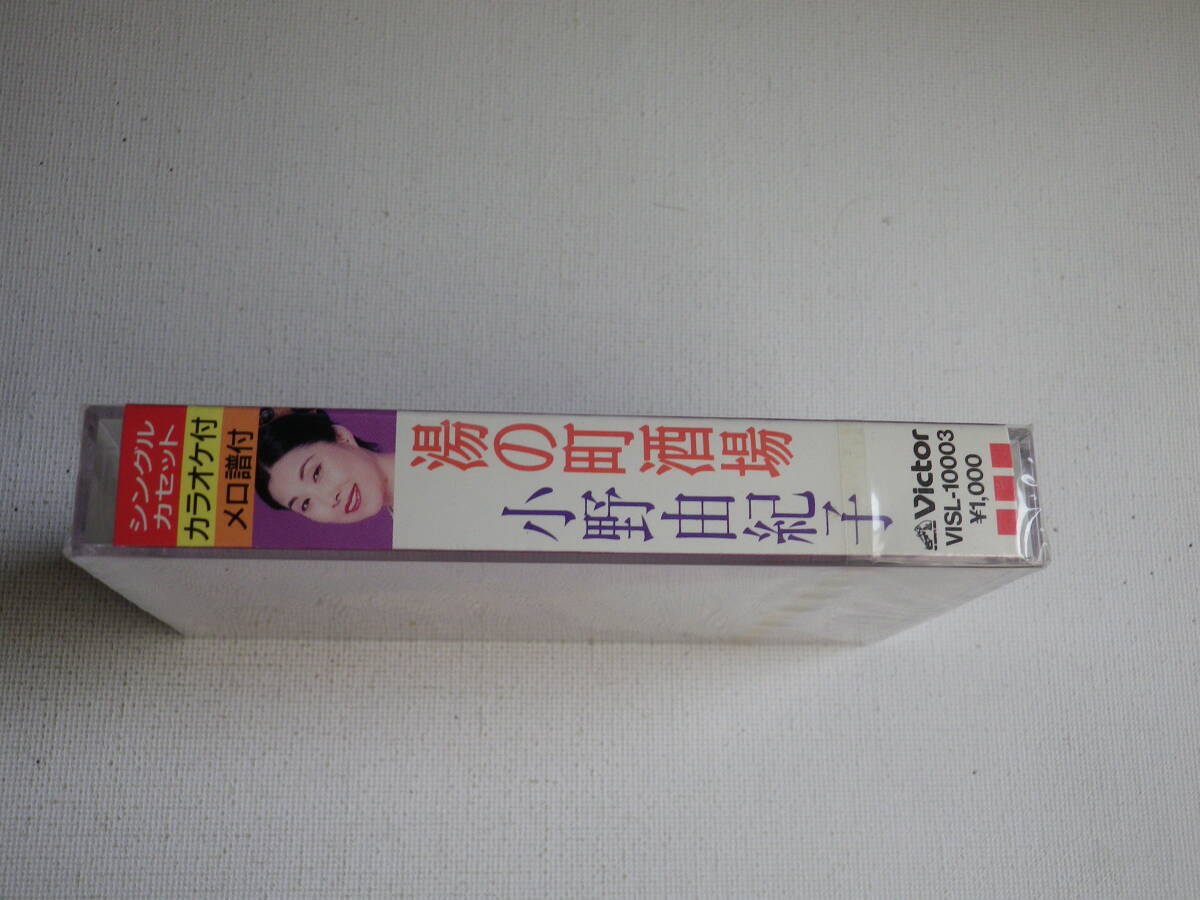 シングル
カセット
カラオケ付
メロ譜付
湯の町酒場
小野由紀子
Victor
VISL-10003
¥1,000